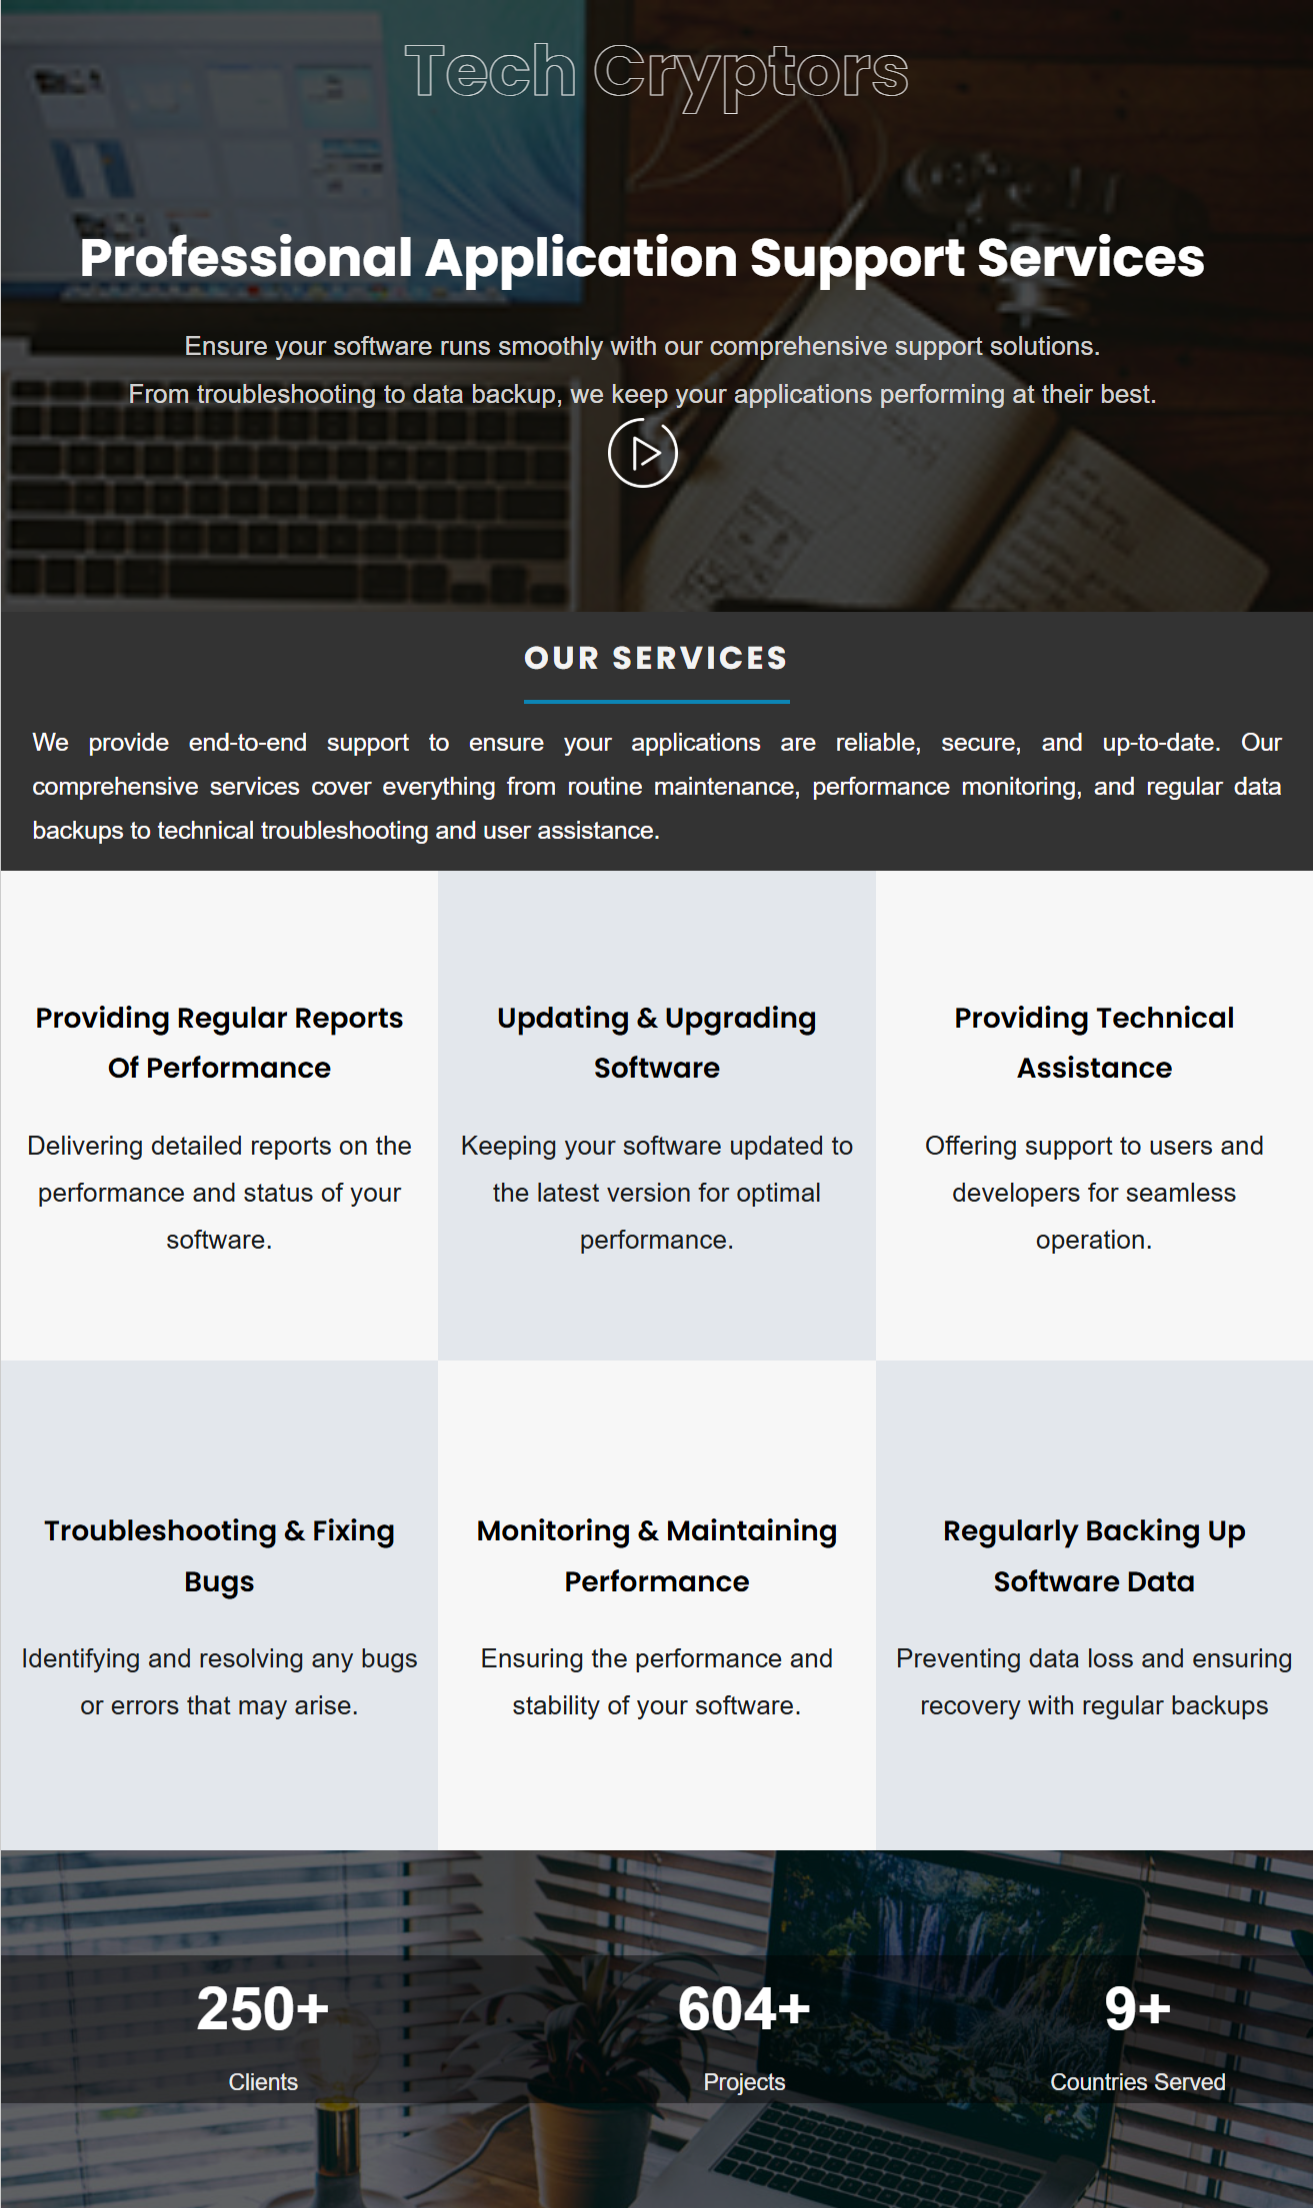 Tech Cryptors
Professional Application Support Services
Ensure your software runs smoothly with our comprehensive support solutions.
From troubleshooting to data backup, we keep your applications performing at their best.
OUR SERVICES
We provide end-to-end support to ensure your applications are reliable, secure, and up-to-date. Our
comprehensive services cover everything from routine maintenance, performance monitoring, and regular data
backups to technical troubleshooting and user assistance.
Providing Regular Reports
Of Performance
Delivering detailed reports on the
performance and status of your
software.
Updating & Upgrading
Software
Keeping your software updated to
the latest version for optimal
performance.
Providing Technical
Assistance
Offering support to users and
developers for seamless
operation.
Troubleshooting & Fixing
Bugs
Identifying and resolving any bugs
or errors that may arise.
Monitoring & Maintaining
Performance
Ensuring the performance and
stability of your software.
Regularly Backing Up
Software Data
Preventing data loss and ensuring
recovery with regular backups
250+
Clients
604+
Projects
9+
Countries Served